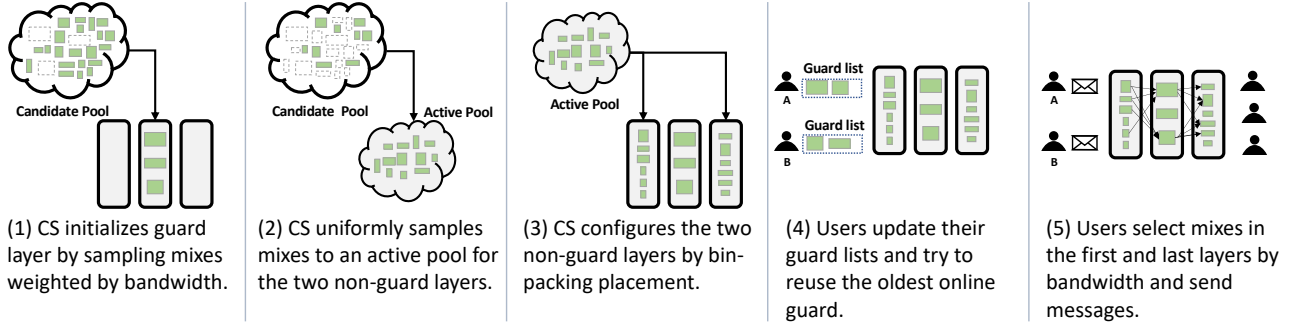 Candidate Pool
(1) CS initializes guard
layer by sampling mixes
weighted by bandwidth.
Candidate Pool
Active Pool
(2) CS uniformly samples
mixes to an active pool for
the two non-guard layers.
Active Pool
(3) CS configures the two
non-guard layers by bin-
packing placement.
Guard list
A
Guard list
B
(4) Users update their
guard lists and try to
reuse the oldest online
guard.
A
B
(5) Users select mixes in
the first and last layers by
bandwidth and send
messages.